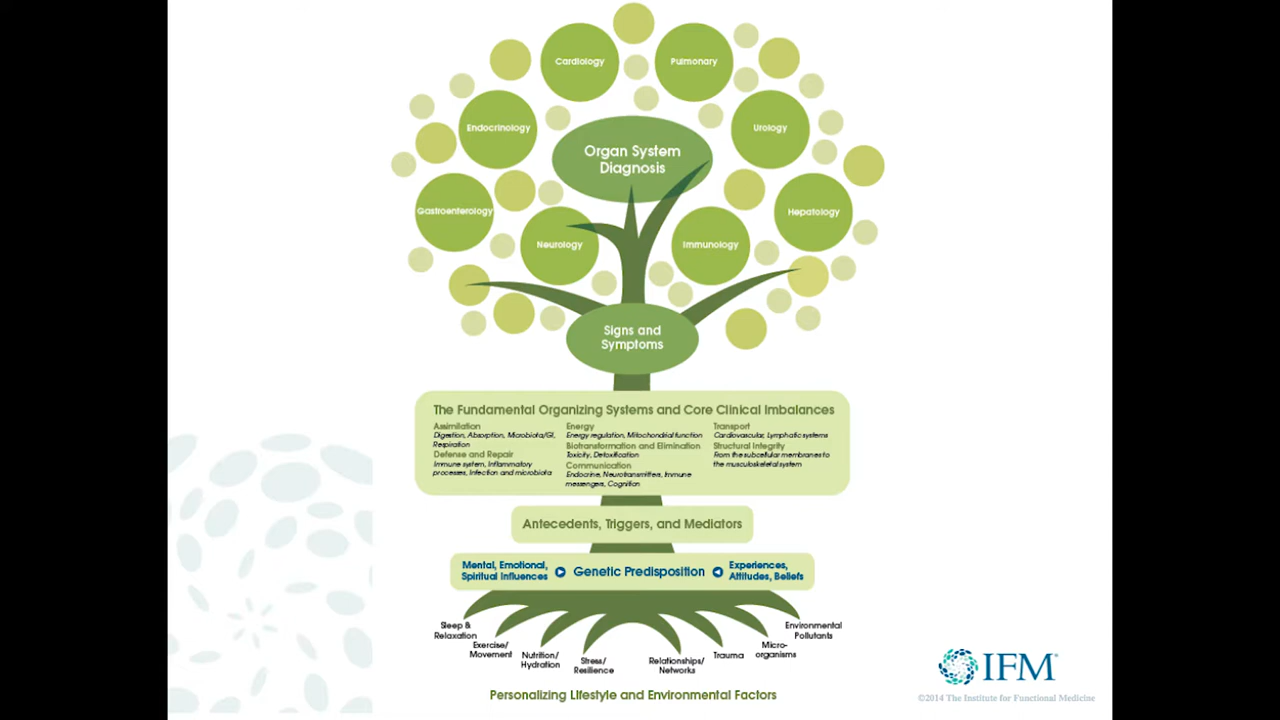 Cardiology
Pulmonary
Endocrinology
Urology
Organ System
Diagnosis
Gastroenterology
Hepatology
Neurology
Immunology
Signs and
Symptoms
The Fundamental Organizing Systems and Core Clinical Imbalances
Assimilation
Digestion, Absorption, Microbiota/GI,
Respiration
Defense and Repair
Immune system, Inflammatory
processes, Infection and microbiota
Energy
Energy regulation, Mitochondrial function
Biotransformation and Elimination
Toxicity, Detoxification
Communication
Endocrine, Neurotransmitters, Immune
messengers, Cognition
Transport
Cardiovascular, Lymphatic systems
Structural Integrity
From the subcellular membranes to
the musculoskeletal system
Antecedents, Triggers, and Mediators
Mental, Emotional,
Spiritual Influences
Genetic Predisposition
Experiences,
Attitudes, Beliefs
Sleep &
Relaxation
Exercise/
Movement
Nutrition/
Hydration
Stress/
Resilience
Relationships/
Networks
Trauma
Micro-
organisms
Environmental
Pollutants
Personalizing Lifestyle and Environmental Factors
IFM®
©2014 The Institute for Functional Medicine